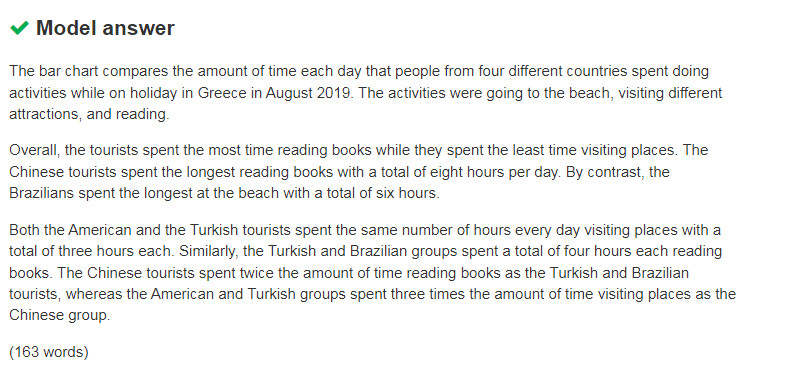 Model answer
The bar chart compares the amount of time each day that people from four different countries spent doing
activities while on holiday in Greece in August 2019. The activities were going to the beach, visiting different
attractions, and reading.
Overall, the tourists spent the most time reading books while they spent the least time visiting places. The
Chinese tourists spent the longest reading books with a total of eight hours per day. By contrast, the
Brazilians spent the longest at the beach with a total of six hours.
Both the American and the Turkish tourists spent the same number of hours every day visiting places with a
total of three hours each. Similarly, the Turkish and Brazilian groups spent a total of four hours each reading
books. The Chinese tourists spent twice the amount of time reading books as the Turkish and Brazilian
tourists, whereas the American and Turkish groups spent three times the amount of time visiting places as the
Chinese group.
(163 words)